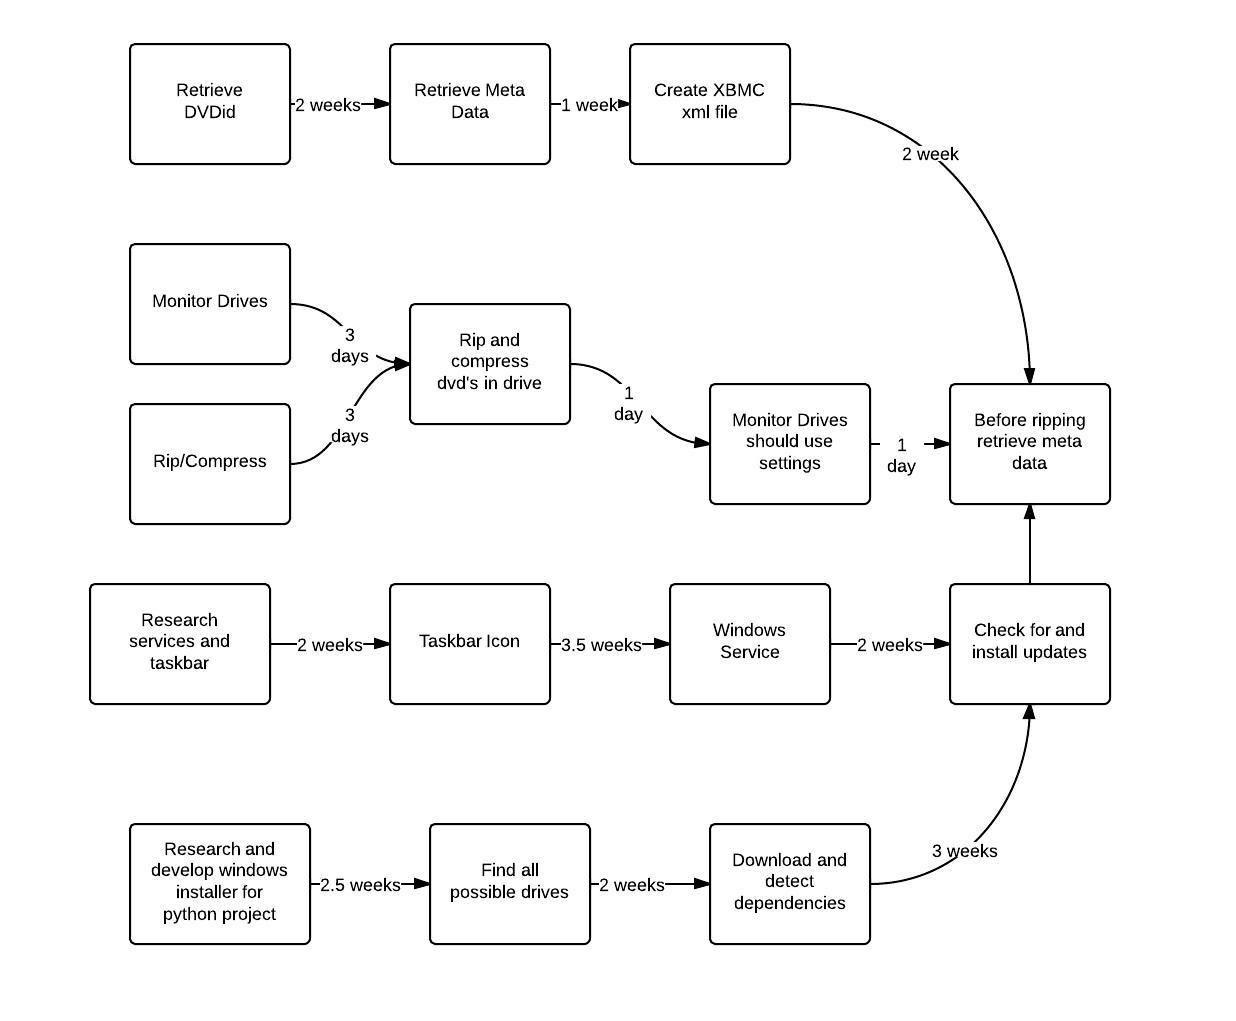 Retrieve
DVDid
2 weeks
Retrieve Meta
Data
1 week
Create XBMC
xml file
2 week
Monitor Drives
3
days
Rip/Compress
3
days
Rip and
compress
dvd's in drive
1
day
Monitor Drives
should use
settings
1
day
Before ripping
retrieve meta
data
Research
services and
taskbar
2 weeks
Taskbar Icon
3.5 weeks
Windows
Service
2 weeks
Check for and
install updates
Research and
develop windows
installer for
python project
2.5 weeks
Find all
possible drives
2 weeks
Download and
detect
dependencies
3 weeks